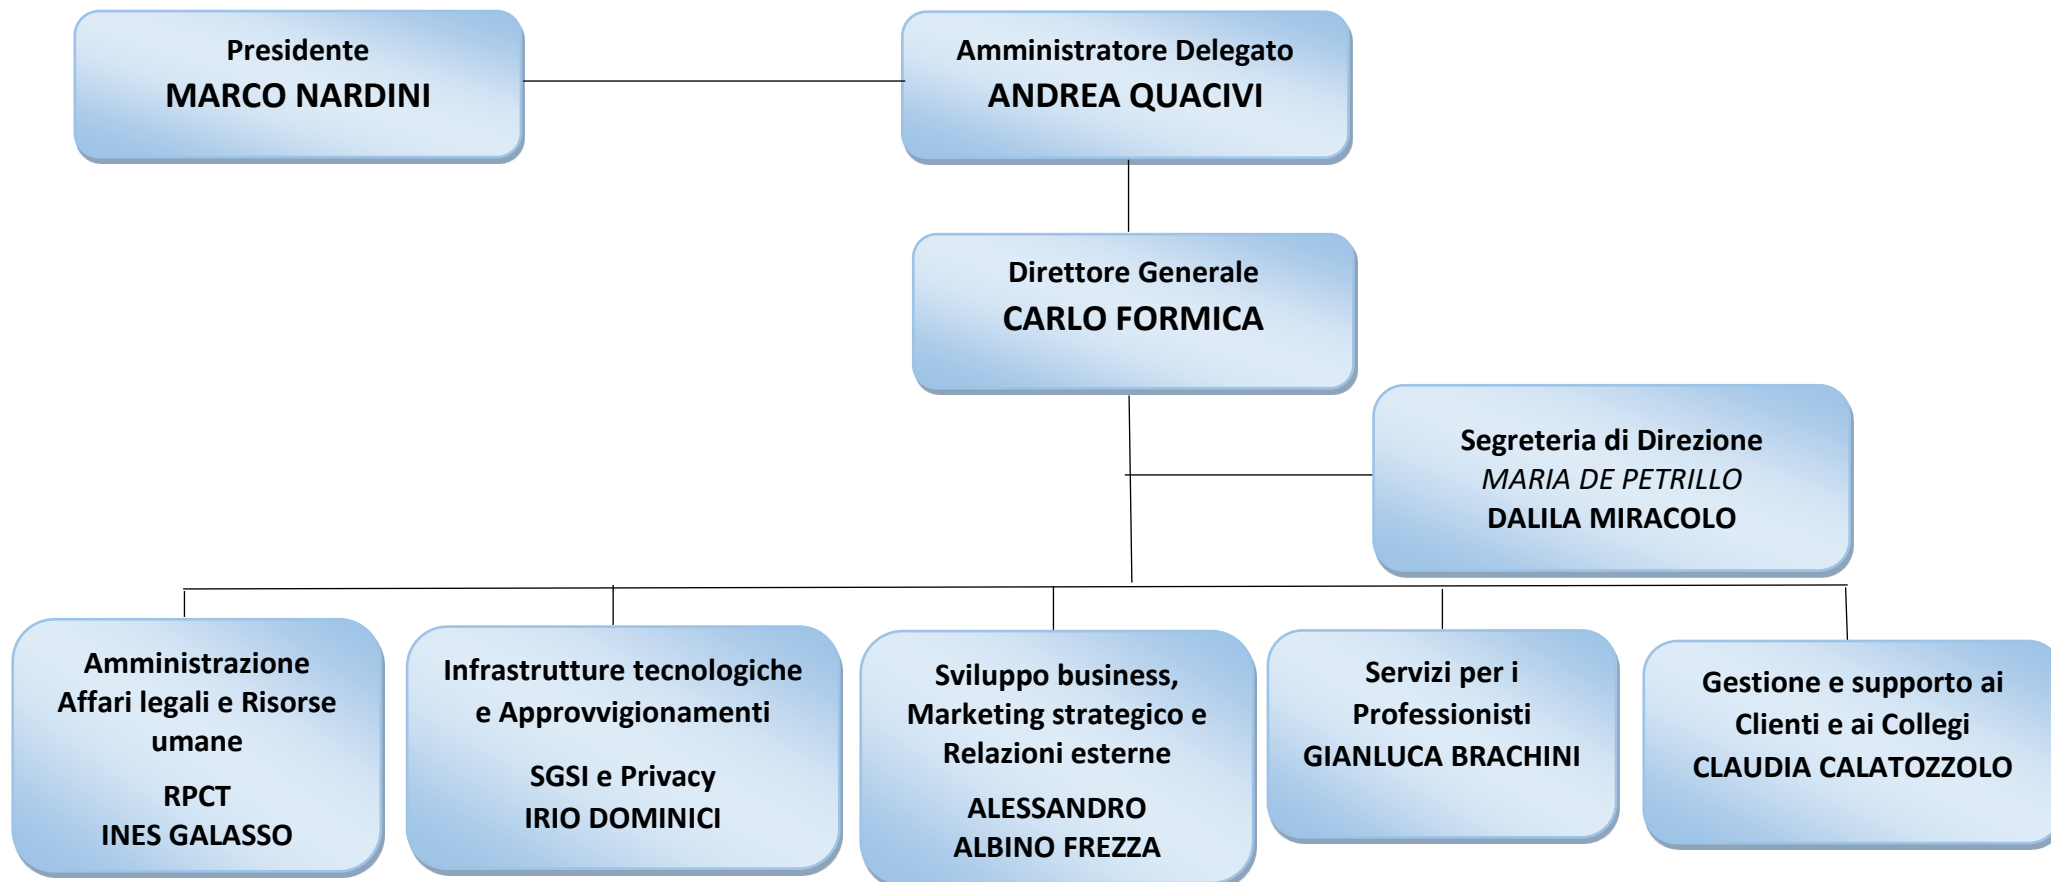 Presidente
MARCO NARDINI
Amministratore Delegato
ANDREA QUACIVI
Direttore Generale
CARLO FORMICA
Segreteria di Direzione
MARIA DE PETRILLO
DALILA MIRACOLO
Amministrazione
Affari legali e Risorse
umane
RPCT
INES GALASSO
Infrastrutture tecnologiche
e Approvvigionamenti
SGSI e Privacy
IRIO DOMINICI
Sviluppo business,
Marketing strategico e
Relazioni esterne
ALESSANDRO
ALBINO FREZZA
Servizi per i
Professionisti
GIANLUCA BRACHINI
Gestione e supporto ai
Clienti e ai Collegi
CLAUDIA CALATOZZOLO